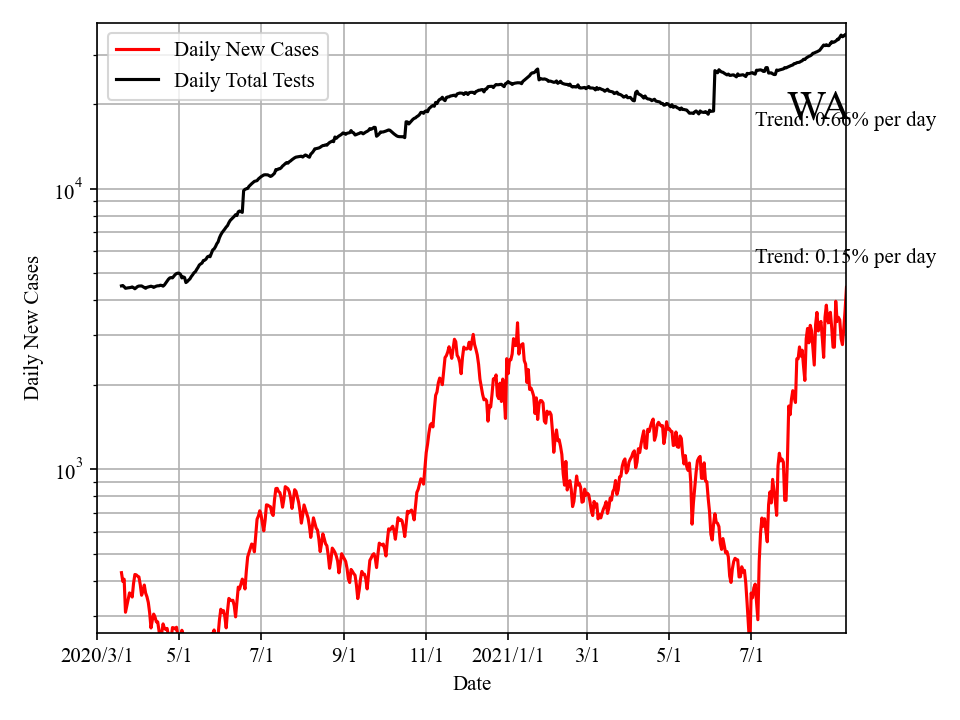 Daily New Cases
Daily Total Tests
WA
Trend: 0.66% per day
10^4
Trend: 0.15% per day
Daily New Cases
10^3
2020/3/1 5/1 7/1 9/1 11/1 2021/1/1 3/1 5/1 7/1
Date